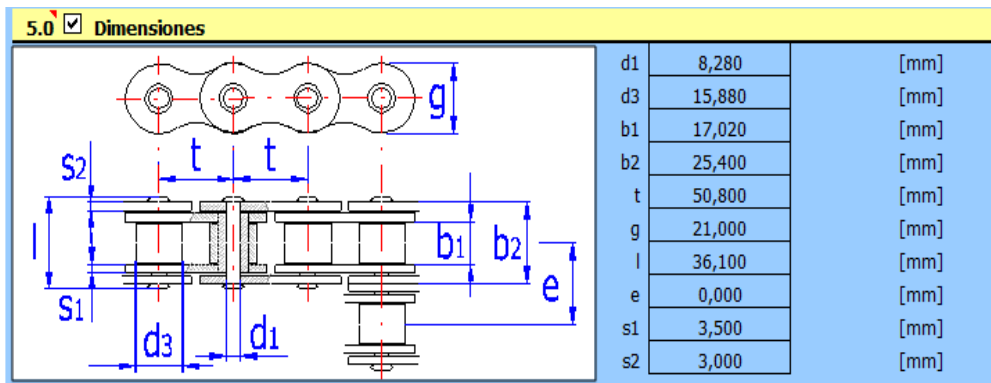 5.0 Dimensiones
g
t t
s2
l b1 b2
e
s1
d3 d1
d1 8,280 [mm]
d3 15,880 [mm]
b1 17,020 [mm]
b2 25,400 [mm]
t 50,800 [mm]
g 21,000 [mm]
l 36,100 [mm]
e 0,000 [mm]
s1 3,500 [mm]
s2 3,000 [mm]